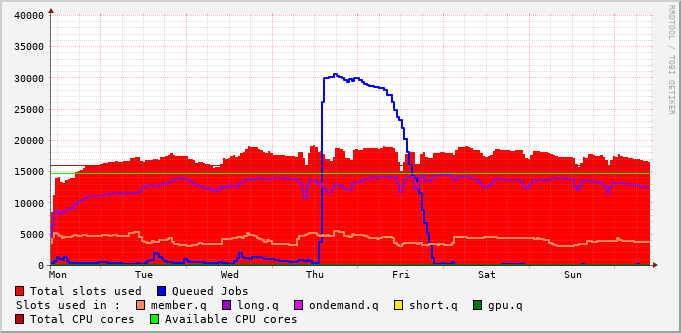 40000
35000
30000
25000
20000
15000
10000
5000
0
Mon Tue Wed Thu Fri Sat Sun
RRDTOOL / TOBI OETIKER
Total slots used Queued Jobs
Slots used in : member.q long.q ondemand.q short.q gpu.q
Total CPU cores Available CPU cores